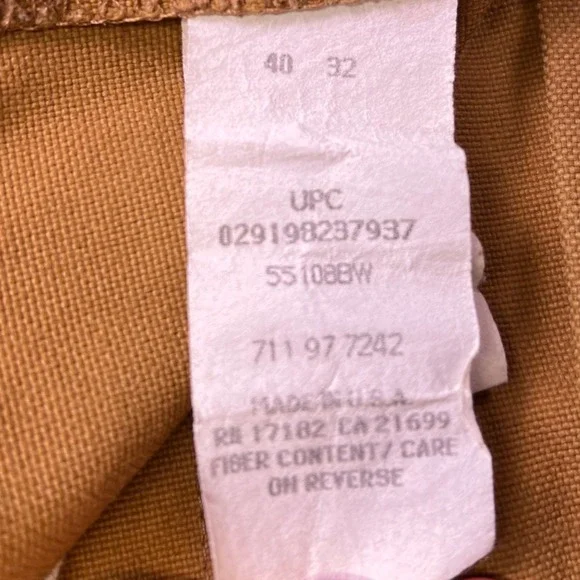 40 32
UPC
029198237937
55108BW
711 97 7242
MADE IN U.S.A.
RN 17182 CA 21699
FIBER CONTENT/ CARE
ON REVERSE